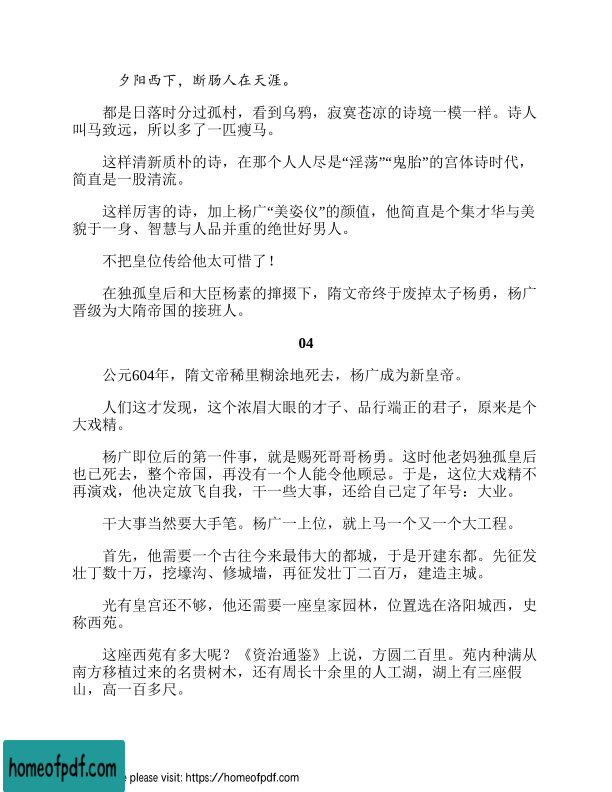 夕阳西下，断肠人在天涯。
都是日落时分过孤村，看到乌鸦，寂寞苍凉的诗境一模一样。诗人
叫马致远，所以多了一匹瘦马。
这样清新质朴的诗，在那个人人尽是“淫荡”“鬼胎”的宫体诗时代，
简直是一股清流。
这样厉害的诗，加上杨广“美姿仪”的颜值，他简直是个集才华与美
貌于一身、智慧与人品并重的绝世好男人。
不把皇位传给他太可惜了！
在独孤皇后和大臣杨素的撺掇下，隋文帝终于废掉太子杨勇，杨广
晋级为大隋帝国的接班人。
04
公元604年，隋文帝稀里糊涂地死去，杨广成为新皇帝。
人们这才发现，这个浓眉大眼的才子、品行端正的君子，原来是个
大戏精。
杨广即位后的第一件事，就是赐死哥哥杨勇。这时他老妈独孤皇后
也已死去，整个帝国，再没有一个人能令他顾忌。于是，这位大戏精不
再演戏，他决定放飞自我，干一些大事，还给自己定了年号：大业。
干大事当然要大手笔。杨广一上位，就上马一个又一个大工程。
首先，他需要一个古往今来最伟大的都城，于是开建东都。先征发
壮丁数十万，挖壕沟、修城墙，再征发壮丁二百万，建造主城。
光有皇宫还不够，他还需要一座皇家园林，位置选在洛阳城西，史
称西苑。
这座西苑有多大呢？《资治通鉴》上说，方圆二百里。苑内种满从
南方移植过来的名贵树木，还有周长十余里的人工湖，湖上有三座假
山，高一百多尺。
homeofpdf.com
e please visit: https://homeofpdf.com